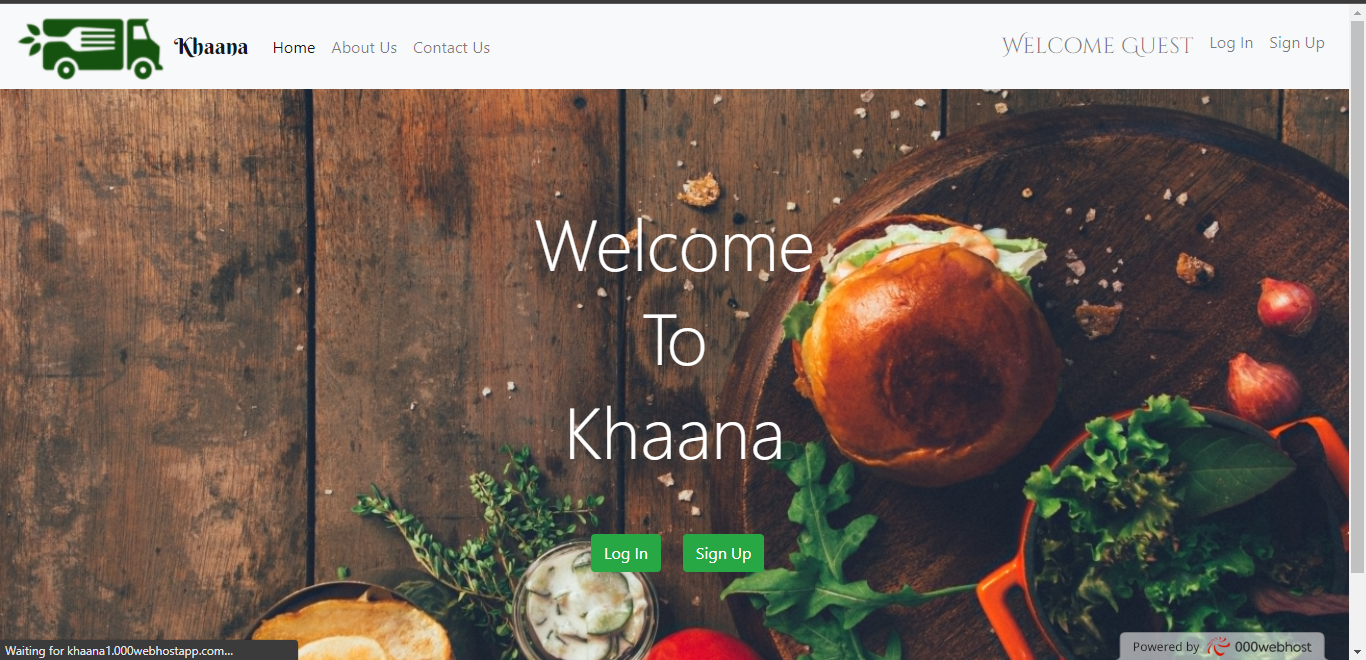 Khaana Home About Us Contact Us Welcome Guest Log In Sign Up
Welcome
To
Khaana
Log In Sign Up
Waiting for khaana1.000webhostapp.com...
Powered by 000webhost